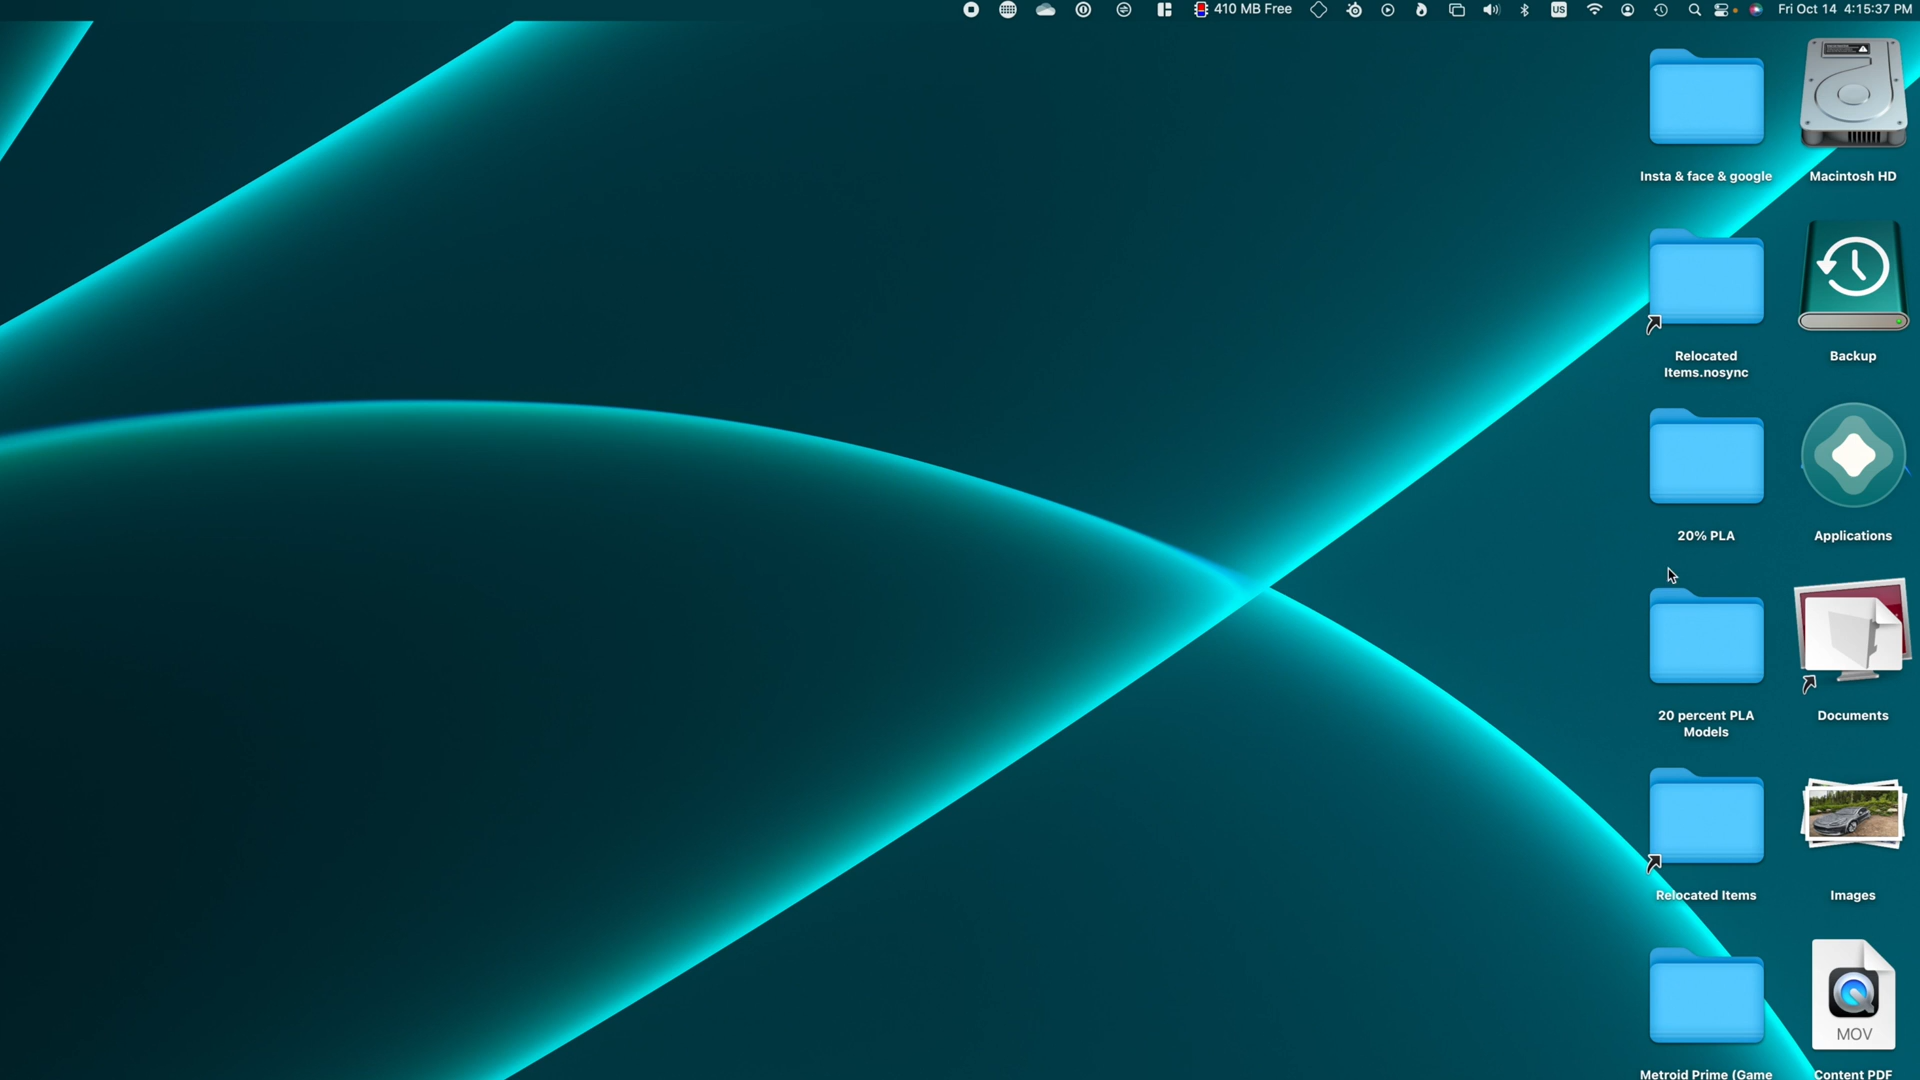 410 MB Free
US
Fri Oct 14 4:15:37 PM
Insta & face & google
Macintosh HD
Relocated
Items.nosync
Backup
20% PLA
Applications
20 percent PLA
Models
Documents
Relocated Items
Images
MOV
Metroid Prime (Game
Content PDF